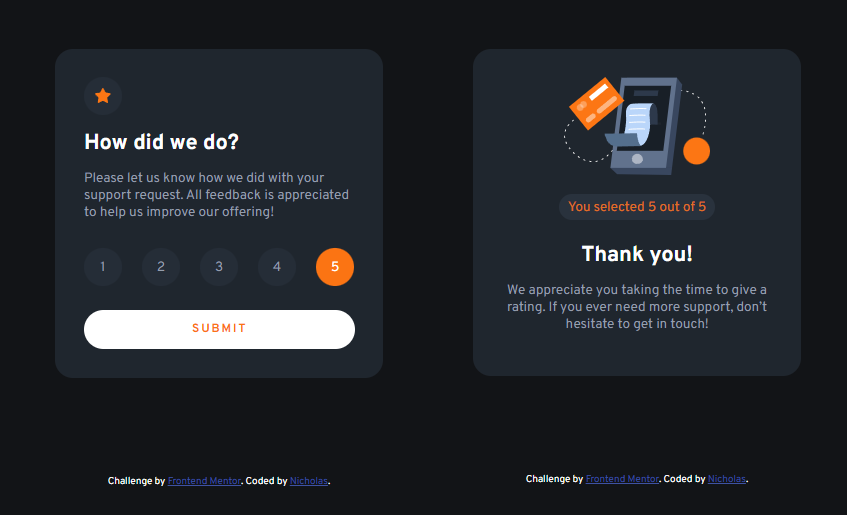 How did we do?
Please let us know how we did with your
support request. All feedback is appreciated
to help us improve our offering!
1 2 3 4 5
SUBMIT
Challenge by Frontend Mentor. Coded by Nicholas.
You selected 5 out of 5
Thank you!
We appreciate you taking the time to give a
rating. If you ever need more support, don’t
hesitate to get in touch!
Challenge by Frontend Mentor. Coded by Nicholas.